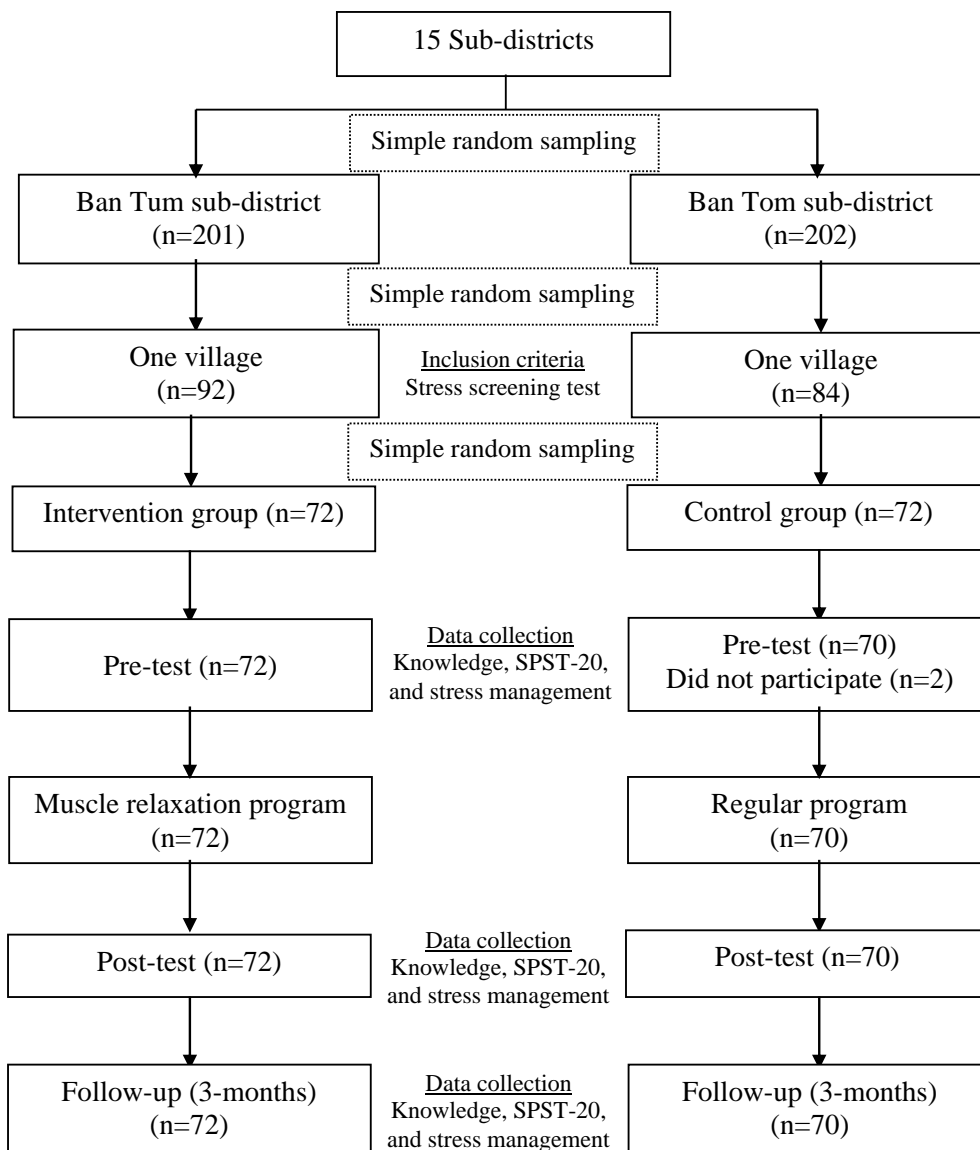 15 Sub-districts
Simple random sampling
Ban Tum sub-district
(n=201)
Ban Tom sub-district
(n=202)
Simple random sampling
One village
(n=92)
Inclusion criteria
Stress screening test
One village
(n=84)
Simple random sampling
Intervention group (n=72)
Control group (n=72)
Pre-test (n=72)
Data collection
Knowledge, SPST-20,
and stress management
Pre-test (n=70)
Did not participate (n=2)
Muscle relaxation program
(n=72)
Regular program
(n=70)
Post-test (n=72)
Data collection
Knowledge, SPST-20,
and stress management
Post-test (n=70)
Follow-up (3-months)
(n=72)
Data collection
Knowledge, SPST-20,
and stress management
Follow-up (3-months)
(n=70)